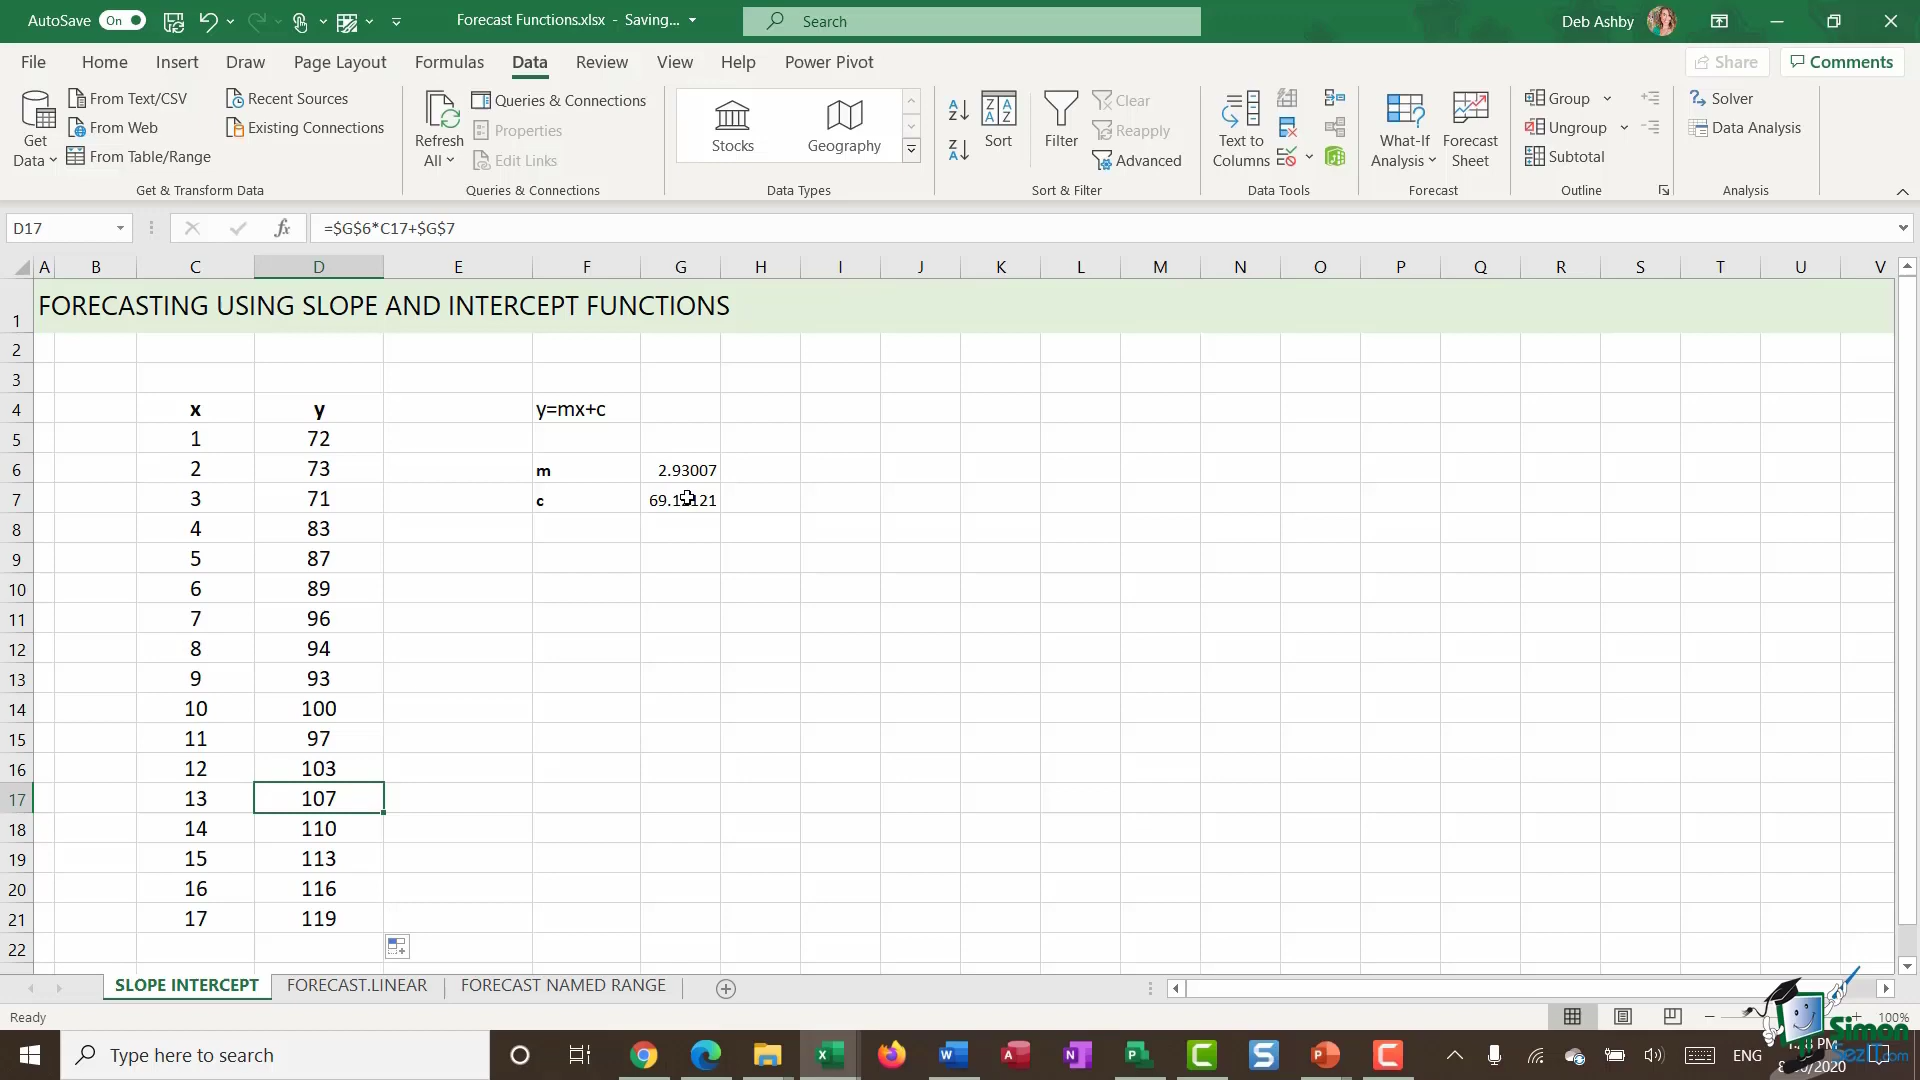 AutoSave On
Forecast Functions.xlsx - Saving...
Search
Deb Ashby
File Home Insert Draw Page Layout Formulas Data Review View Help Power Pivot
Share Comments
Get Data
From Text/CSV
From Web
From Table/Range
Recent Sources
Existing Connections
Get & Transform Data
Refresh All
Queries & Connections
Properties
Edit Links
Queries & Connections
Stocks Geography
Data Types
Sort
Filter
Clear
Reapply
Advanced
Sort & Filter
Text to Columns
Data Tools
What-If Analysis
Forecast Sheet
Forecast
Group
Ungroup
Subtotal
Outline
Solver
Data Analysis
Analysis
D17 fx =$G$6*C17+$G$7
A B C D E F G H I J K L M N O P Q R S T U V
1 FORECASTING USING SLOPE AND INTERCEPT FUNCTIONS
2
3
4 x y y=mx+c
5 1 72
6 2 73 m 2.93007
7 3 71 c
8 4 83
9 5 87
10 6 89
11 7 96
12 8 94
13 9 93
14 10 100
15 11 97
16 12 103
17 13 107
18 14 110
19 15 113
20 16 116
21 17 119
22
SLOPE INTERCEPT FORECAST.LINEAR FORECAST NAMED RANGE
Ready
100%
Type here to search
ENG
PM
Simon
SezIT.com